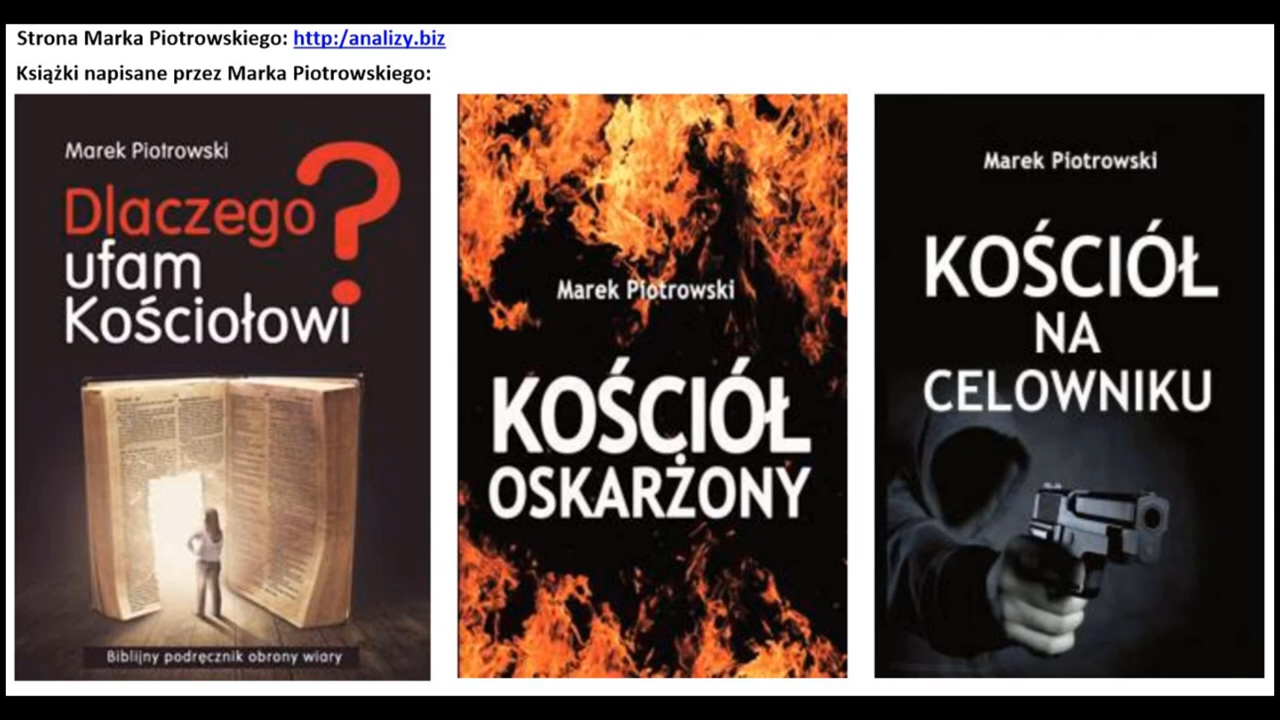 Strona Marka Piotrowskiego: http:/analizy.biz
Książki napisane przez Marka Piotrowskiego:
Marek Piotrowski
Dlaczego
ufam
Kościołowi
?
Biblijny podręcznik obrony wiary
Marek Piotrowski
KOŚCIÓŁ
OSKARŻONY
Marek Piotrowski
KOŚCIÓŁ
NA
CELOWNIKU